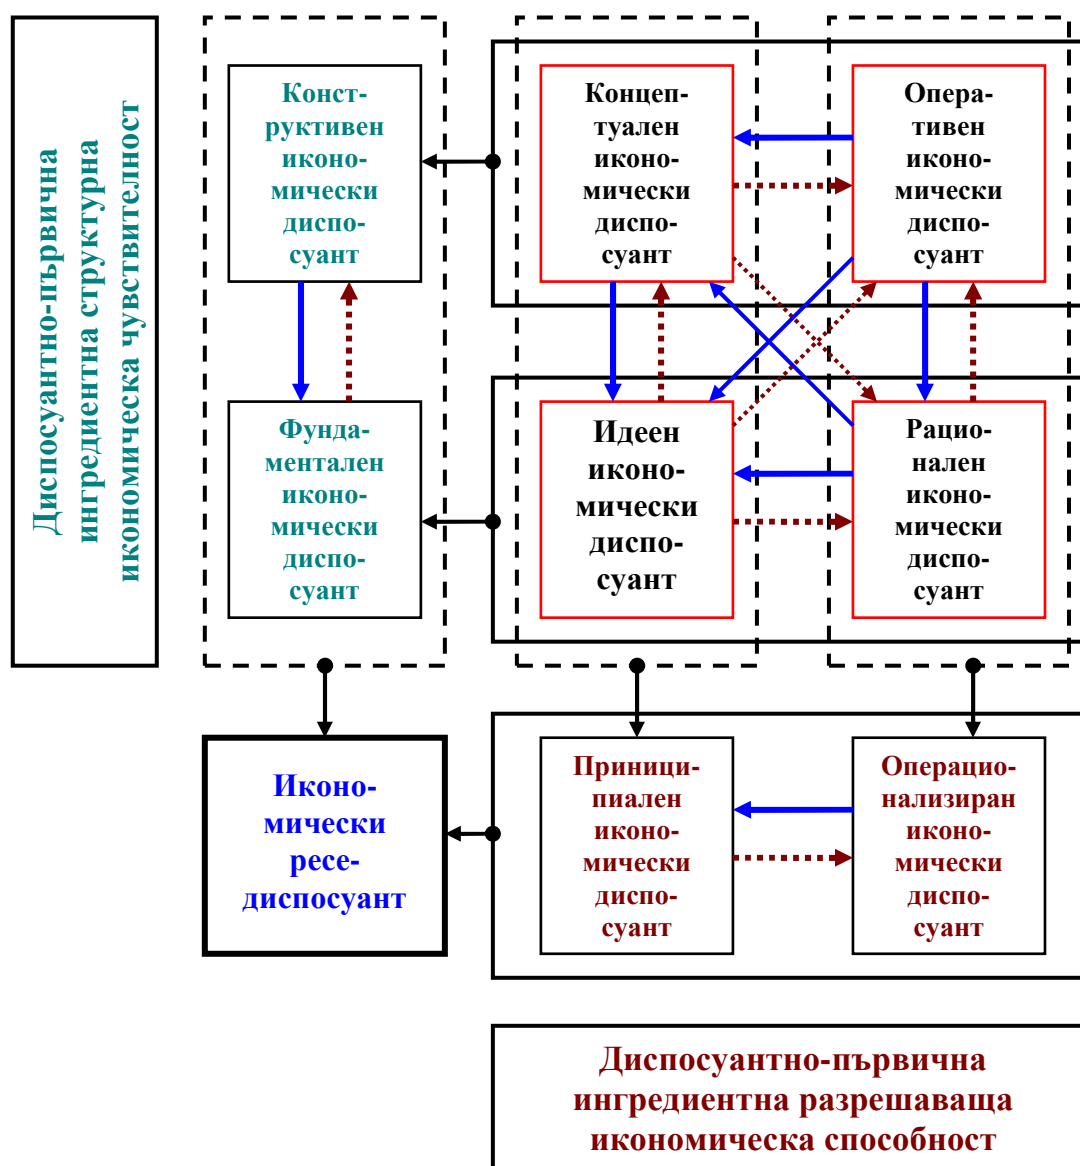 Диспосуантно-първична
ингредиентна структурна
икономическа чувствителност
Конст-
руктивен
иконо-
мически
диспо-
суант
Концеп-
туален
иконо-
мически
диспо-
суант
Опера-
тивен
иконо-
мически
диспо-
суант
Фунда-
ментален
иконо-
мически
диспо-
суант
Идеен
иконо-
мически
диспо-
суант
Рацио-
нален
иконо-
мически
диспо-
суант
Иконо-
мически
ресе-
диспосуант
Приници-
пиален
иконо-
мически
диспо-
суант
Операцио-
нализиран
иконо-
мически
диспо-
суант
Диспосуантно-първична
ингредиентна разрешаваща
икономическа способност